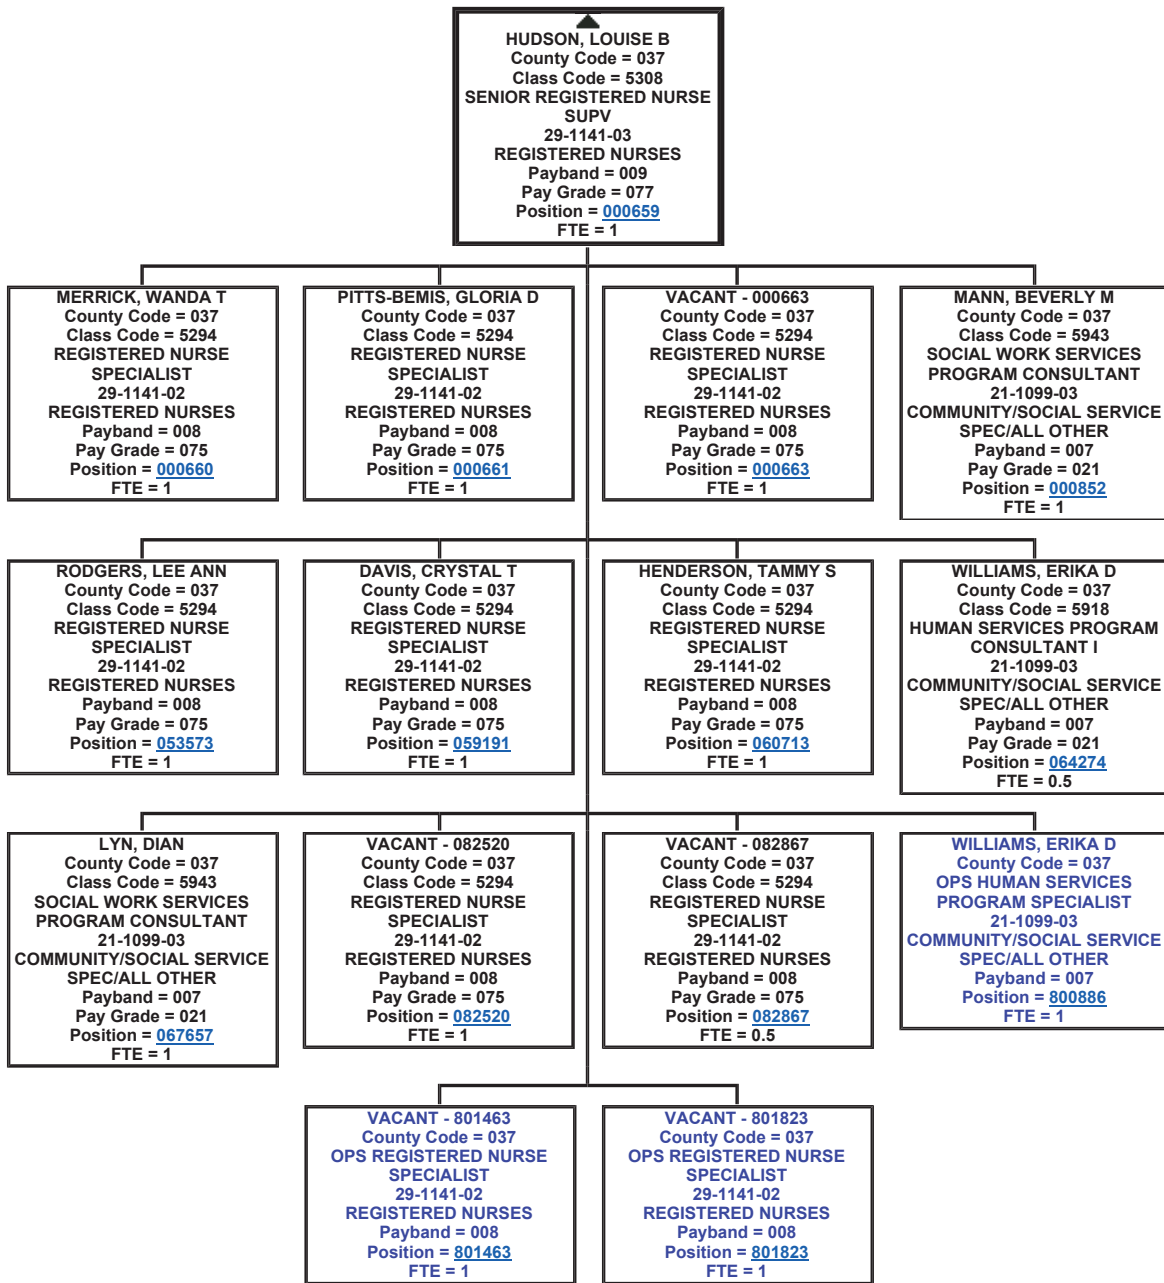 HUDSON, LOUISE B
County Code = 037
Class Code = 5308
SENIOR REGISTERED NURSE
SUPV
29-1141-03
REGISTERED NURSES
Payband = 009
Pay Grade = 077
Position = 000659
FTE = 1
MERRICK, WANDA T
County Code = 037
Class Code = 5294
REGISTERED NURSE
SPECIALIST
29-1141-02
REGISTERED NURSES
Payband = 008
Pay Grade = 075
Position = 000660
FTE = 1
PITTS-BEMIS, GLORIA D
County Code = 037
Class Code = 5294
REGISTERED NURSE
SPECIALIST
29-1141-02
REGISTERED NURSES
Payband = 008
Pay Grade = 075
Position = 000661
FTE = 1
VACANT - 000663
County Code = 037
Class Code = 5294
REGISTERED NURSE
SPECIALIST
29-1141-02
REGISTERED NURSES
Payband = 008
Pay Grade = 075
Position = 000663
FTE = 1
MANN, BEVERLY M
County Code = 037
Class Code = 5943
SOCIAL WORK SERVICES
PROGRAM CONSULTANT
21-1099-03
COMMUNITY/SOCIAL SERVICE
SPEC/ALL OTHER
Payband = 007
Pay Grade = 021
Position = 000852
FTE = 1
RODGERS, LEE ANN
County Code = 037
Class Code = 5294
REGISTERED NURSE
SPECIALIST
29-1141-02
REGISTERED NURSES
Payband = 008
Pay Grade = 075
Position = 053573
FTE = 1
DAVIS, CRYSTAL T
County Code = 037
Class Code = 5294
REGISTERED NURSE
SPECIALIST
29-1141-02
REGISTERED NURSES
Payband = 008
Pay Grade = 075
Position = 059191
FTE = 1
HENDERSON, TAMMY S
County Code = 037
Class Code = 5294
REGISTERED NURSE
SPECIALIST
29-1141-02
REGISTERED NURSES
Payband = 008
Pay Grade = 075
Position = 060713
FTE = 1
WILLIAMS, ERIKA D
County Code = 037
Class Code = 5918
HUMAN SERVICES PROGRAM
CONSULTANT I
21-1099-03
COMMUNITY/SOCIAL SERVICE
SPEC/ALL OTHER
Payband = 007
Pay Grade = 021
Position = 064274
FTE = 0.5
LYN, DIAN
County Code = 037
Class Code = 5943
SOCIAL WORK SERVICES
PROGRAM CONSULTANT
21-1099-03
COMMUNITY/SOCIAL SERVICE
SPEC/ALL OTHER
Payband = 007
Pay Grade = 021
Position = 067657
FTE = 1
VACANT - 082520
County Code = 037
Class Code = 5294
REGISTERED NURSE
SPECIALIST
29-1141-02
REGISTERED NURSES
Payband = 008
Pay Grade = 075
Position = 082520
FTE = 1
VACANT - 082867
County Code = 037
Class Code = 5294
REGISTERED NURSE
SPECIALIST
29-1141-02
REGISTERED NURSES
Payband = 008
Pay Grade = 075
Position = 082867
FTE = 0.5
WILLIAMS, ERIKA D
County Code = 037
OPS HUMAN SERVICES
PROGRAM SPECIALIST
21-1099-03
COMMUNITY/SOCIAL SERVICE
SPEC/ALL OTHER
Payband = 007
Position = 800886
FTE = 1
VACANT - 801463
County Code = 037
OPS REGISTERED NURSE
SPECIALIST
29-1141-02
REGISTERED NURSES
Payband = 008
Position = 801463
FTE = 1
VACANT - 801823
County Code = 037
OPS REGISTERED NURSE
SPECIALIST
29-1141-02
REGISTERED NURSES
Payband = 008
Position = 801823
FTE = 1